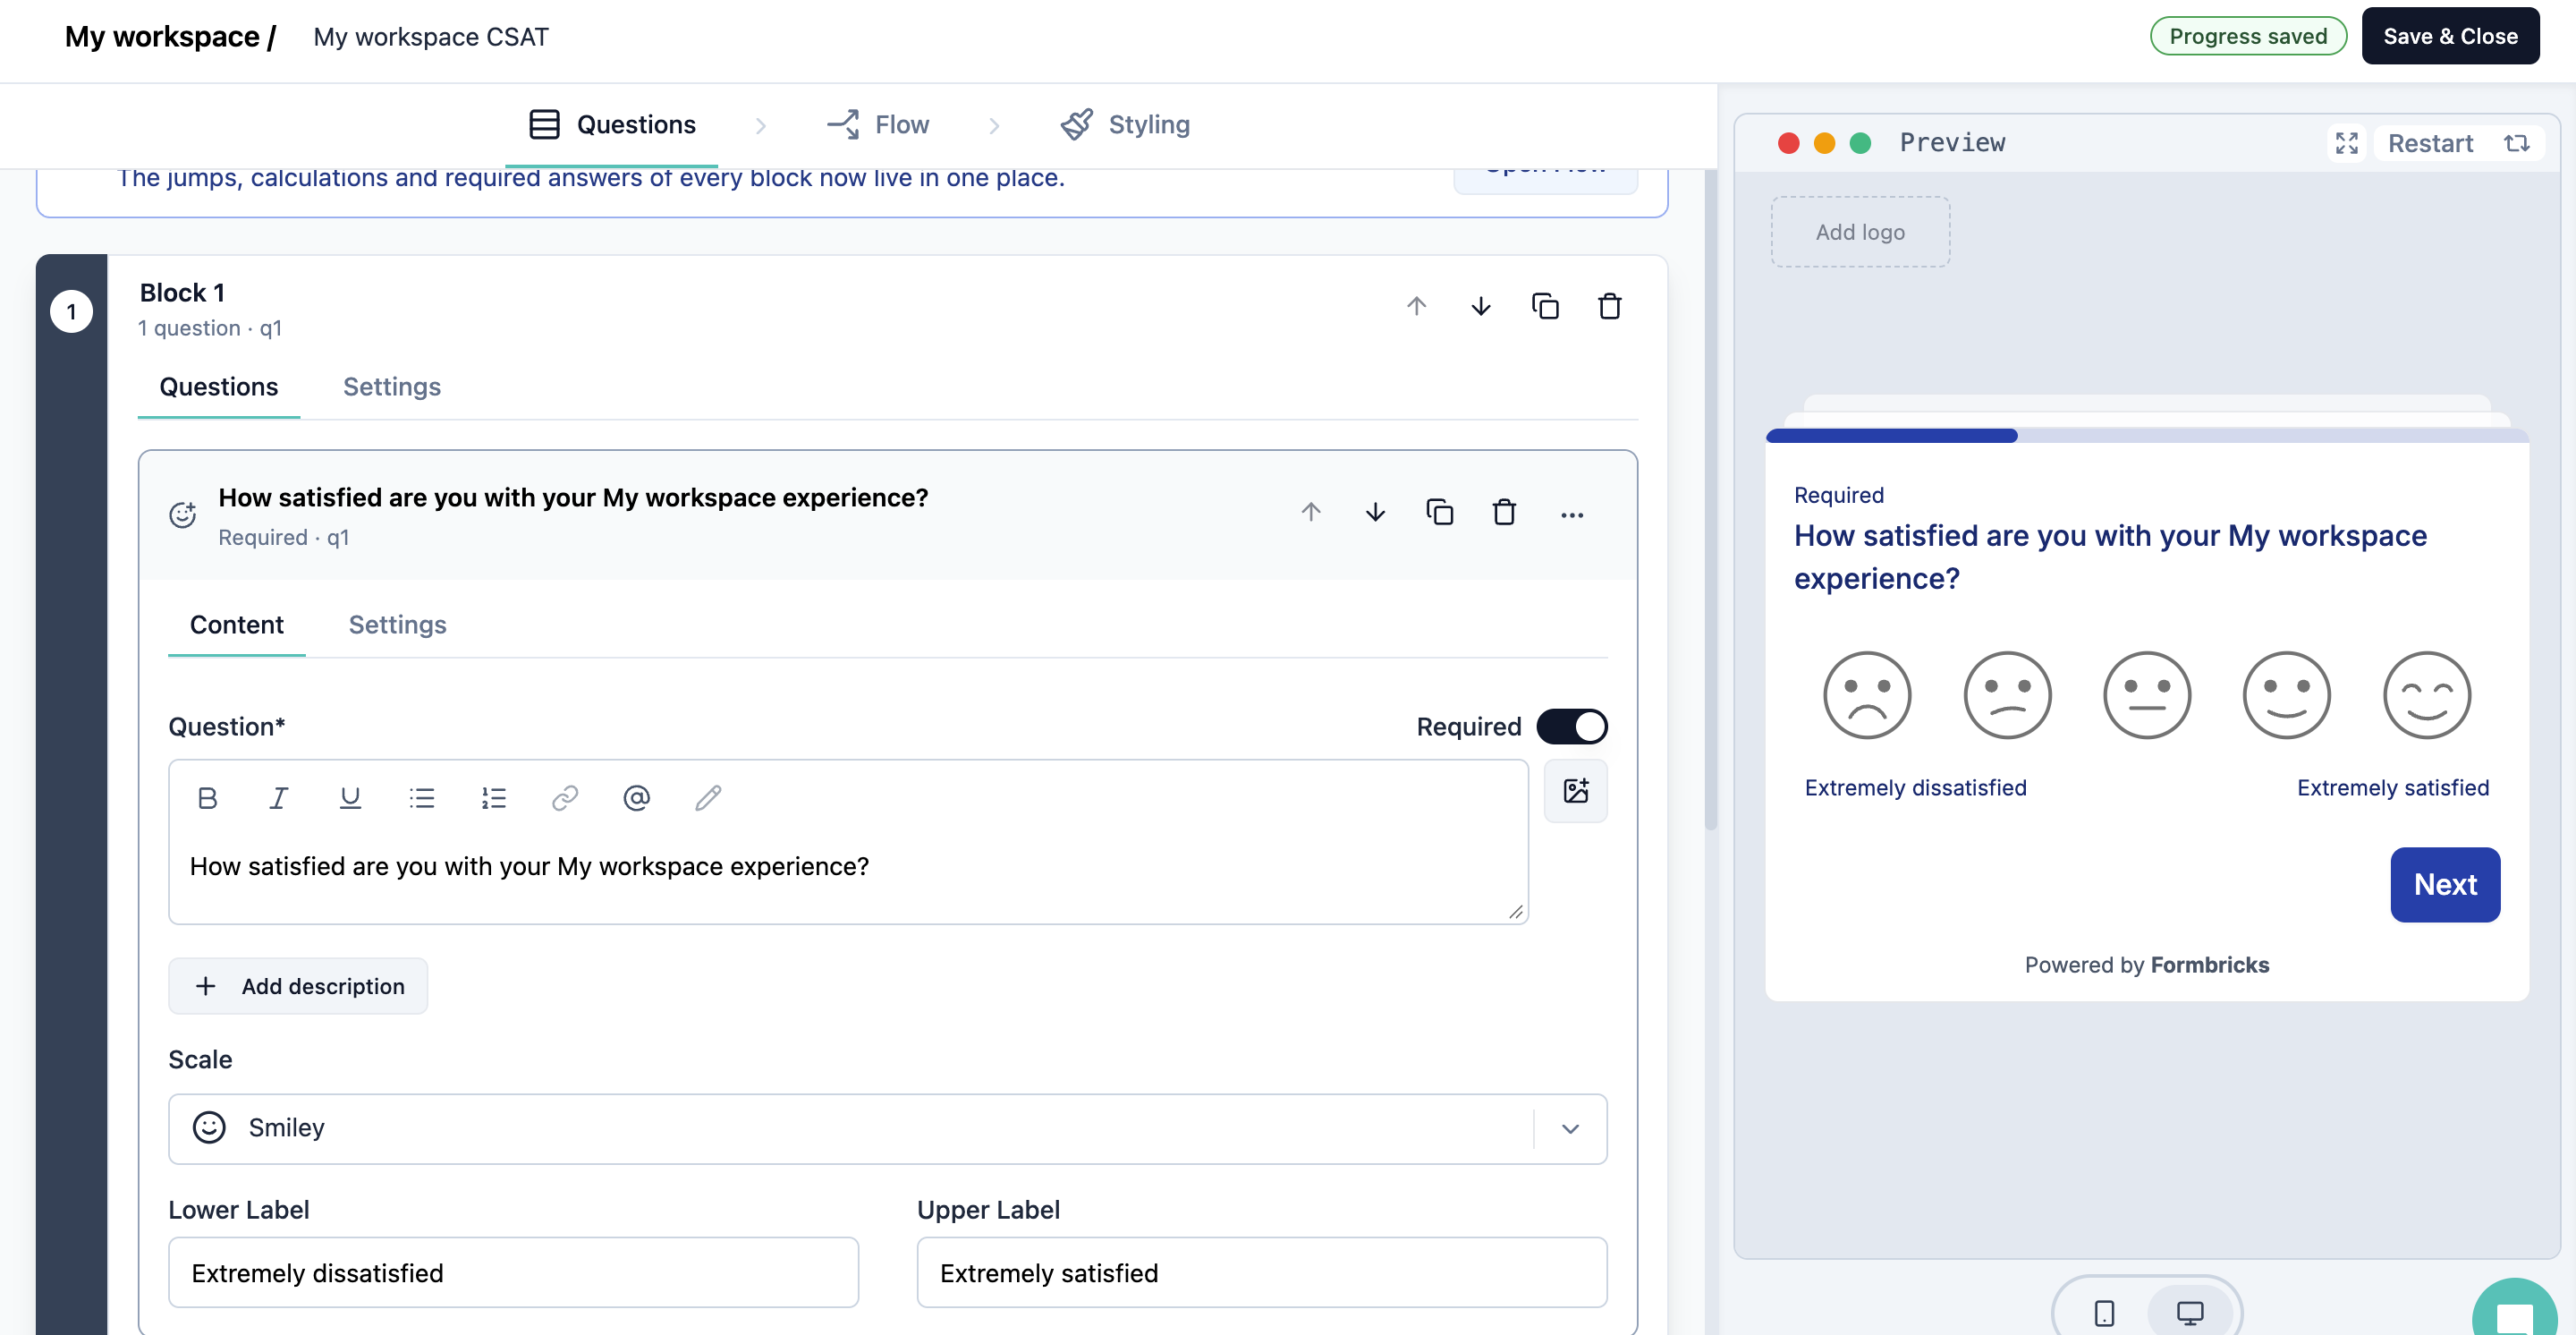 My workspace /
My workspace CSAT
Progress saved
Save & Close
Questions
Flow
Styling
The jumps, calculations and required answers of every block now live in one place.
Open Flow
1
Block 1
1 question · q1
Questions
Settings
How satisfied are you with your My workspace experience?
Required · q1
Content
Settings
Question*
Required
How satisfied are you with your My workspace experience?
Add description
Scale
Smiley
Lower Label
Upper Label
Extremely dissatisfied
Extremely satisfied
Preview
Restart
Add logo
Required
How satisfied are you with your My workspace
experience?
Extremely dissatisfied
Extremely satisfied
Next
Powered by Formbricks